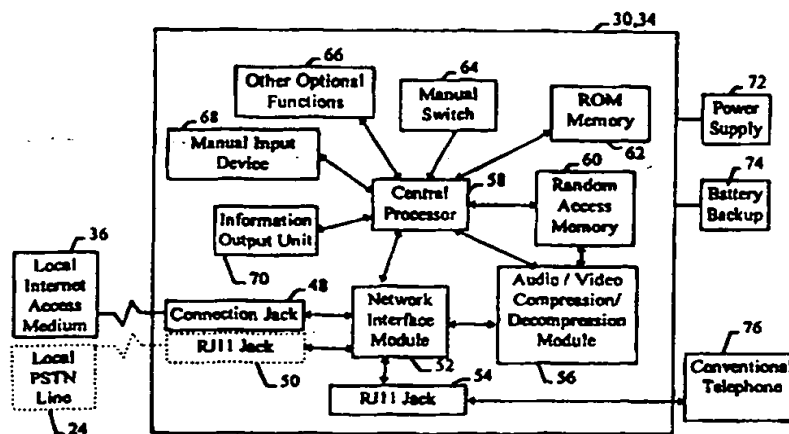 30,34
66
Other Optional
Functions
64
Manual
Switch
ROM
Memory
62
72
Power
Supply
68
Manual Input
Device
60
Random
Access
Memory
74
Battery
Backup
Central
Processor
58
Information
Output Unit
70
36
Local
Internet
Access
Medium
48
Connection Jack
Network
Interface
Module
52
Audio / Video
Compression/
Decompression
Module
56
RJ11 Jack
50
Local
PSTN
Line
24
54
RJ11 Jack
76
Conventional
Telephone